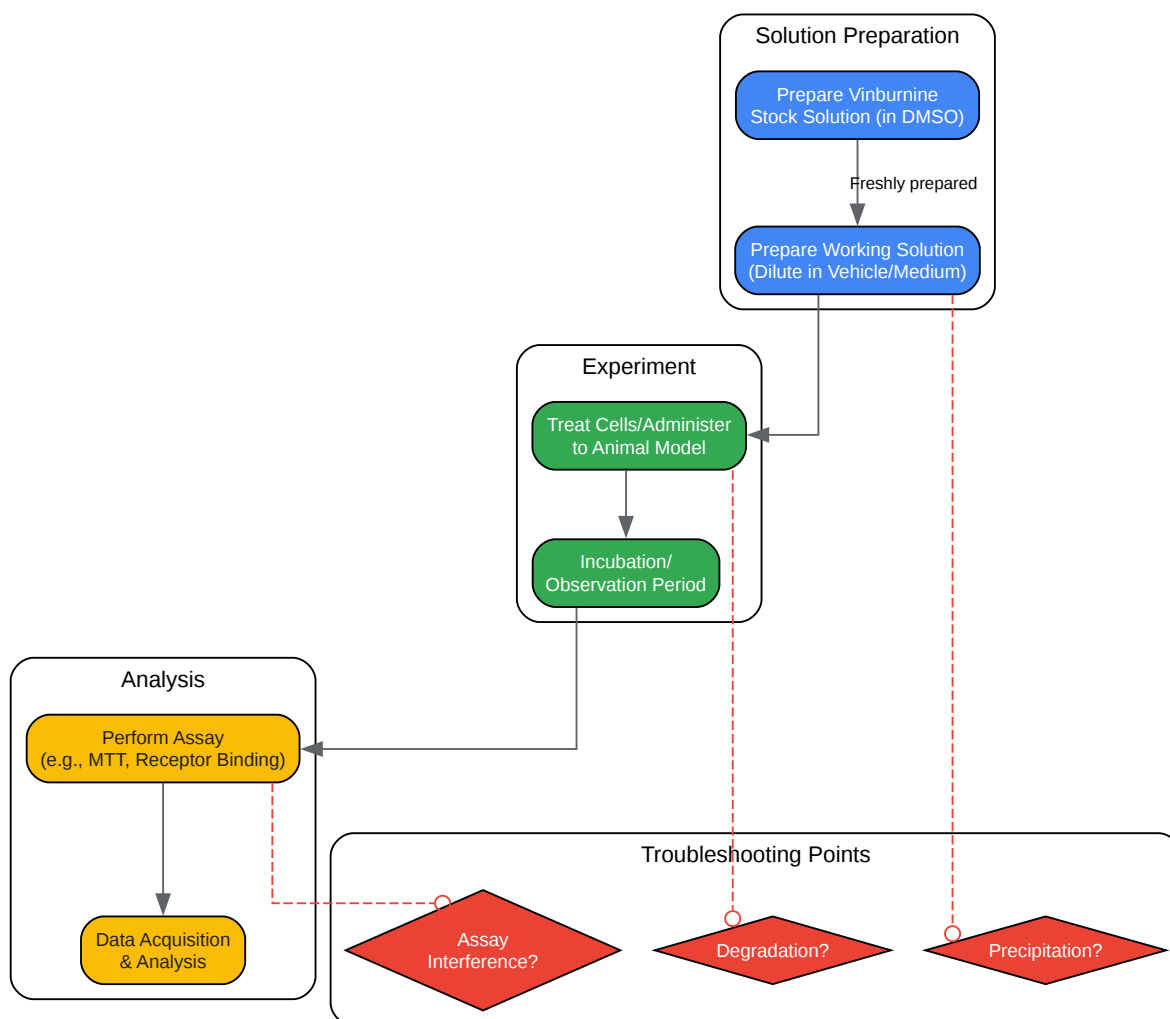 Solution Preparation
Prepare Vinburnine
Stock Solution (in DMSO)
Freshly prepared
Prepare Working Solution
(Dilute in Vehicle/Medium)
Experiment
Treat Cells/Administer
to Animal Model
Incubation/
Observation Period
Analysis
Perform Assay
(e.g., MTT, Receptor Binding)
Data Acquisition
& Analysis
Troubleshooting Points
Assay
Interference?
Degradation?
Precipitation?